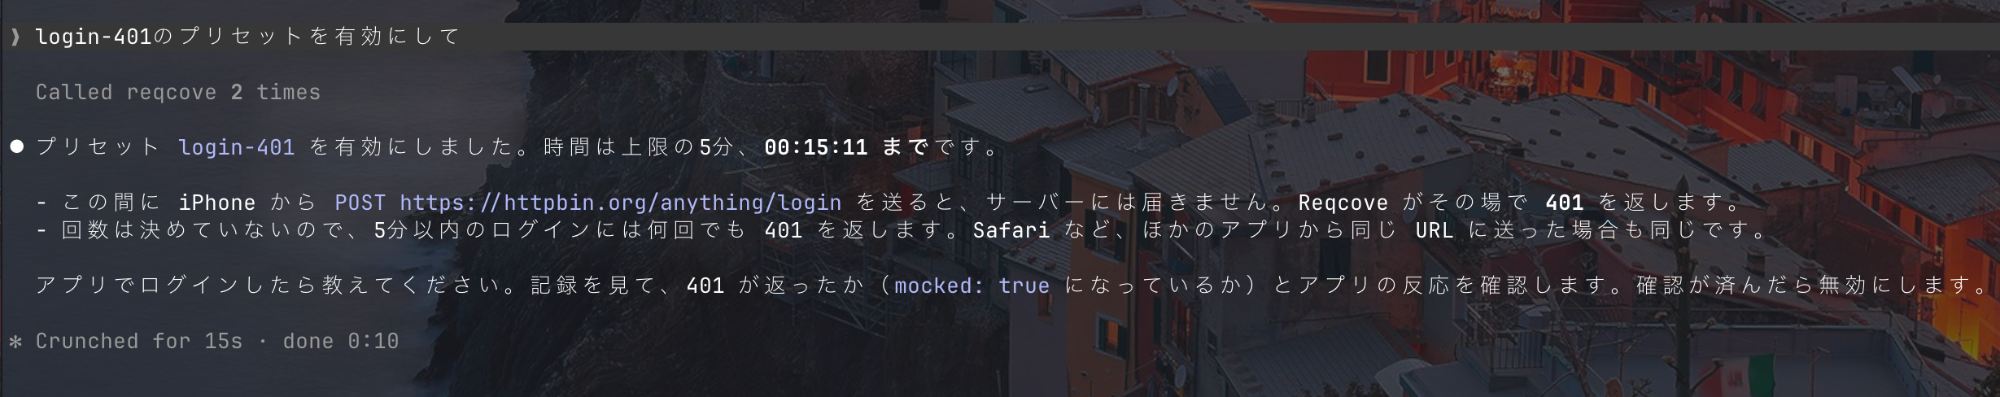 ❯ login-401のプリセットを有効にして
Called reqcove 2 times
● プリセット login-401 を有効にしました。時間は上限の5分、00:15:11 までです。
- この間に iPhone から POST https://httpbin.org/anything/login を送ると、サーバーには届きません。Reqcove がその場で 401 を返します。
- 回数は決めていないので、5分以内のログインには何回でも 401 を返します。Safari など、ほかのアプリから同じ URL に送った場合も同じです。
アプリでログインしたら教えてください。記録を見て、401 が返ったか（mocked: true になっているか）とアプリの反応を確認します。確認が済んだら無効にします。
✻ Crunched for 15s · done 0:10